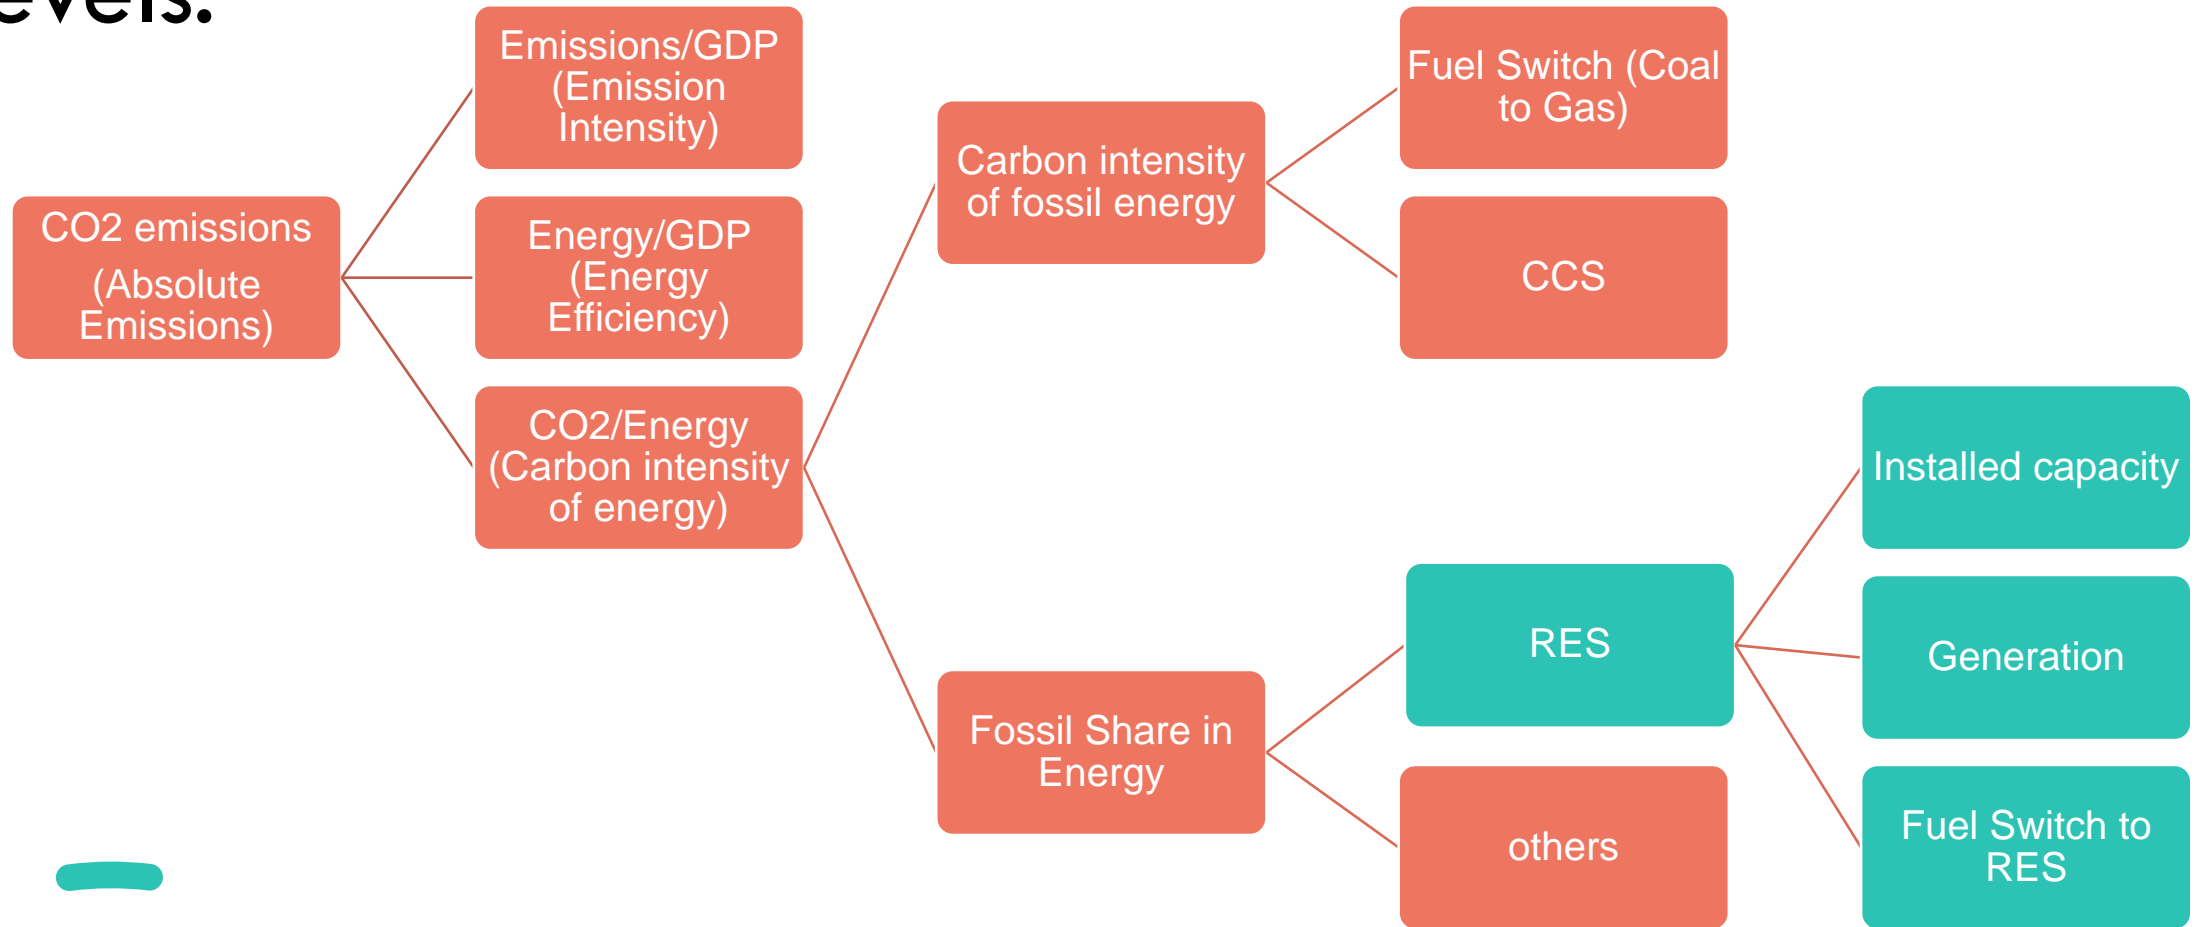 evels.
CO2 emissions
(Absolute
Emissions)
Emissions/GDP
(Emission
Intensity)
Energy/GDP
(Energy
Efficiency)
CO2/Energy
(Carbon intensity
of energy)
Carbon intensity
of fossil energy
Fossil Share in
Energy
Fuel Switch (Coal
to Gas)
CCS
RES
others
Installed capacity
Generation
Fuel Switch to
RES